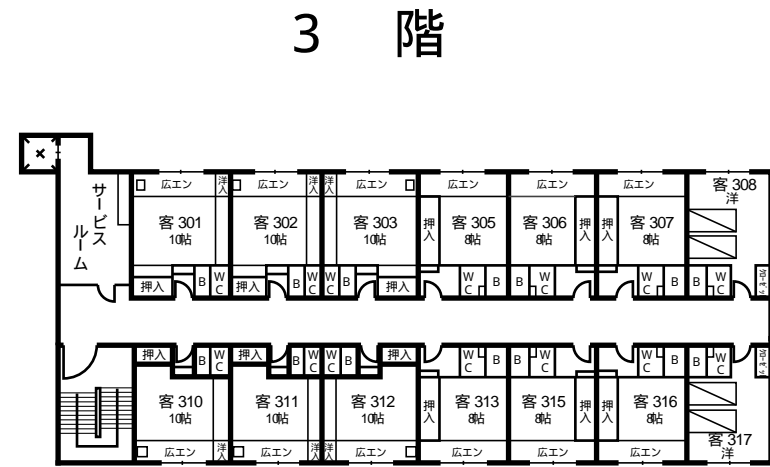 3 階
サービス
ルーム
広エン
洋入
客 301
10帖
押入
B
WC
広エン
洋入
客 302
10帖
押入
B
WC
洋入
広エン
客 303
10帖
WC
B
押入
広エン
押入
客 305
8帖
WC
B
広エン
客 306
8帖
押入
B
WC
広エン
押入
客 307
8帖
WC
B
客 308
洋
B
WC
押入
B
WC
客 310
10帖
広エン
洋入
押入
B
WC
客 311
10帖
広エン
洋入
WC
B
押入
客 312
10帖
洋入
広エン
WC
B
押入
客 313
8帖
広エン
B
WC
客 315
8帖
押入
広エン
WC
B
押入
客 316
8帖
広エン
B
WC
客 317
洋